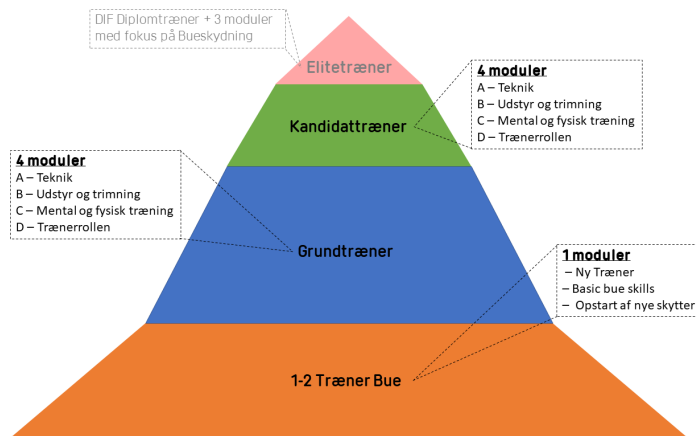 DIF Diplomtræner + 3 moduler
med fokus på Bueskydning
Elitetræner
4 moduler
A – Teknik
B – Udstyr og trimning
C – Mental og fysisk træning
D – Trænerrollen
Kandidattræner
4 moduler
A – Teknik
B – Udstyr og trimning
C – Mental og fysisk træning
D – Trænerrollen
Grundtræner
1 moduler
– Ny Træner
– Basic bue skills
– Opstart af nye skytter
1-2 Træner Bue